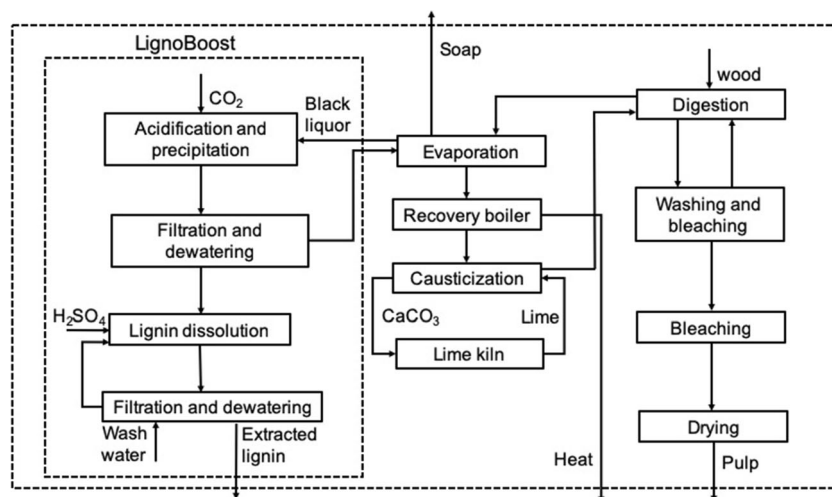 LignoBoost
CO₂
Acidification and
precipitation
Filtration and
dewatering
H₂SO₄
Lignin dissolution
Filtration and dewatering
Wash
water
Extracted
lignin
Black
liquor
Soap
Evaporation
Recovery boiler
Causticization
CaCO₃
Lime
Lime kiln
Heat
wood
Digestion
Washing and
bleaching
Bleaching
Drying
Pulp